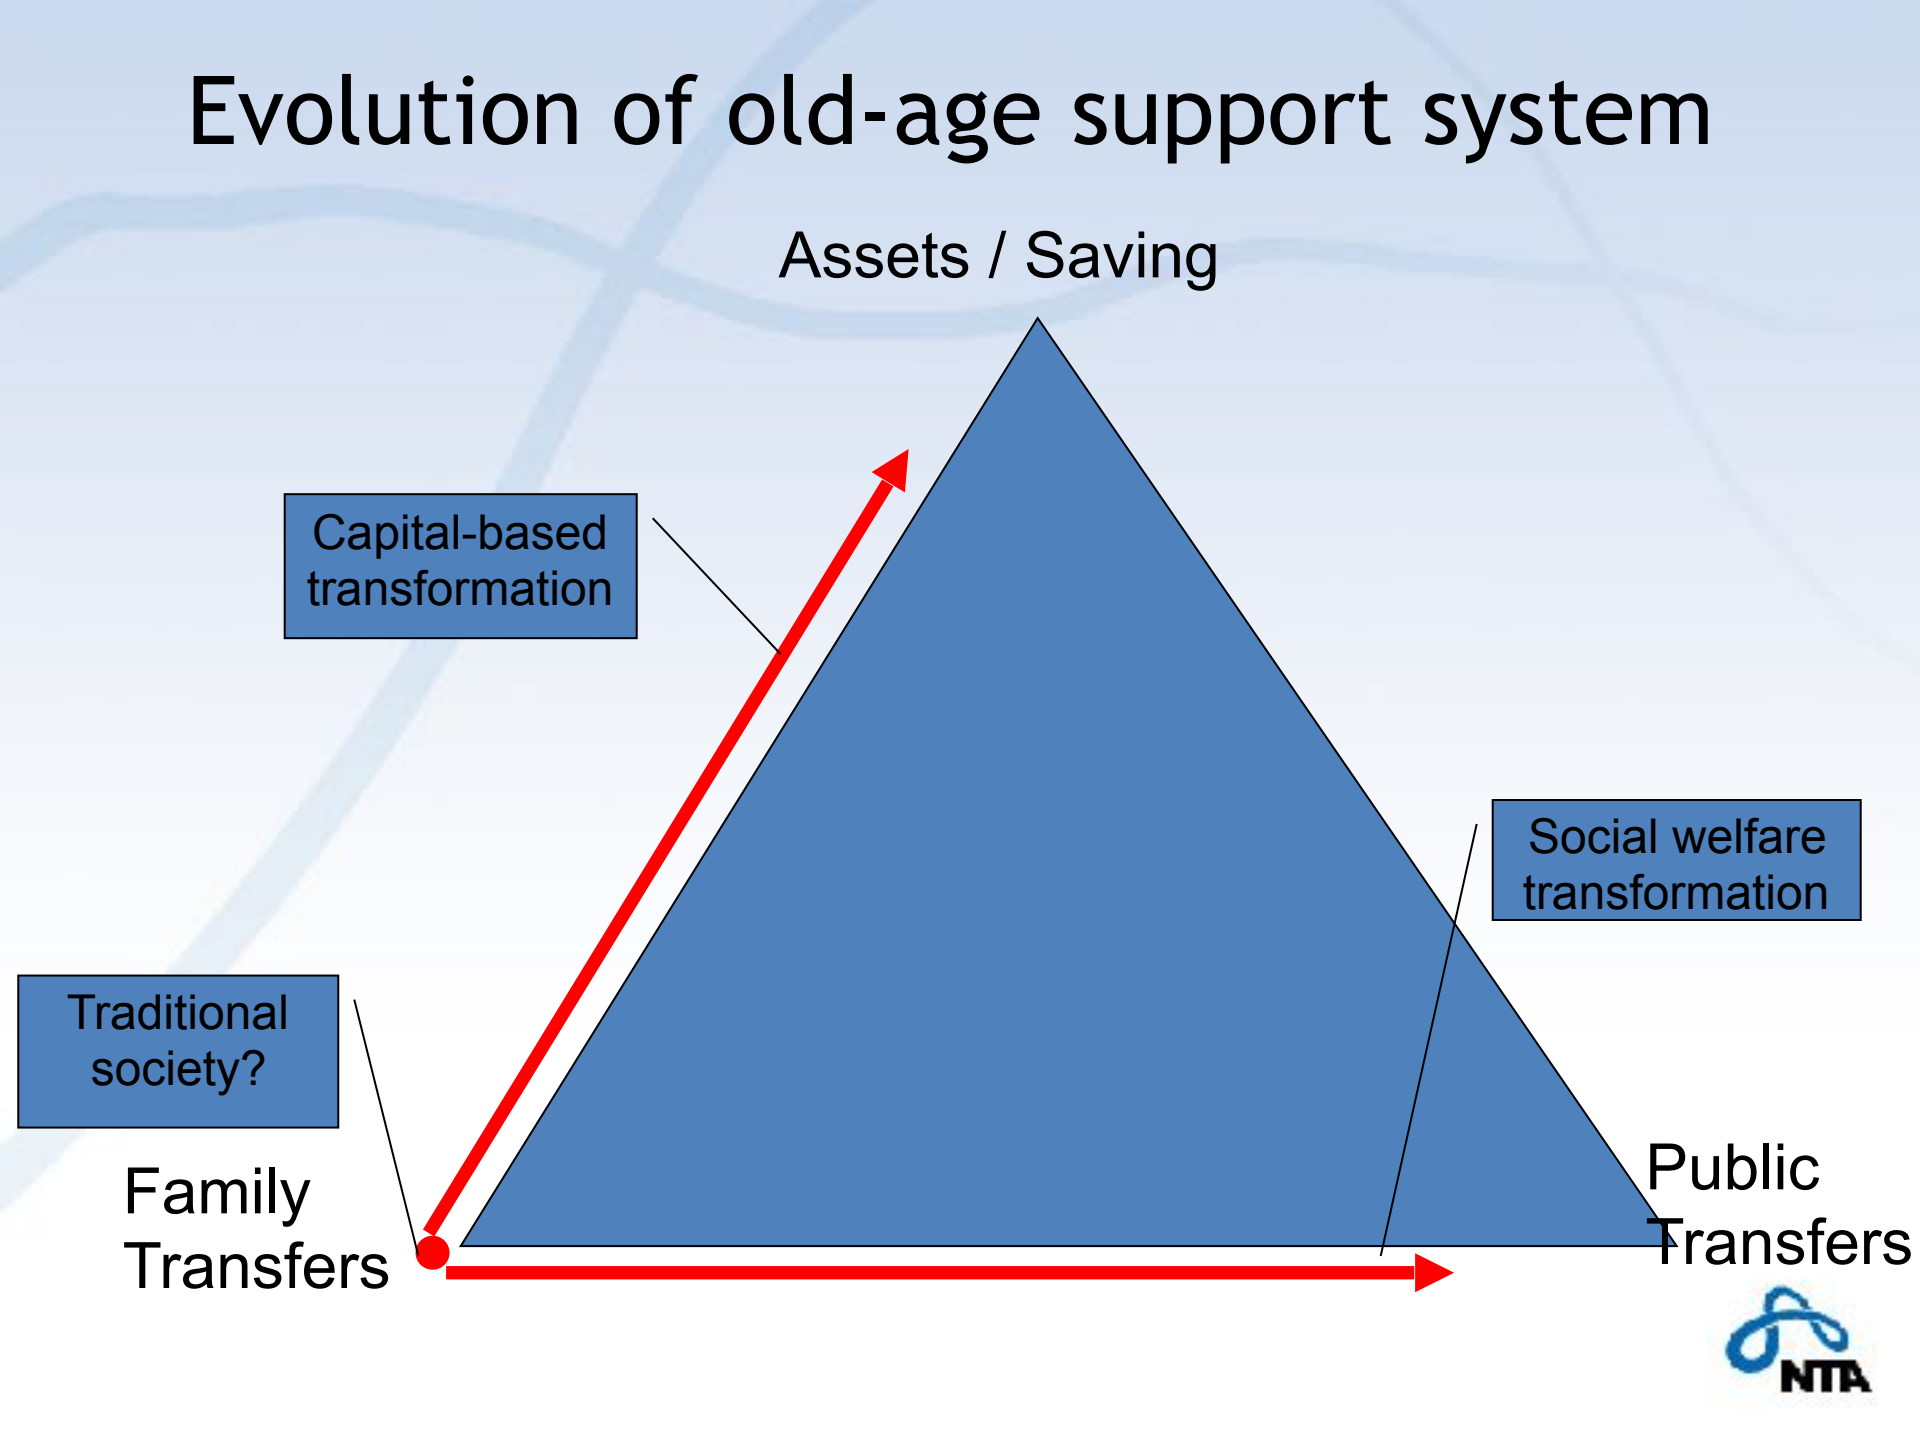 Evolution of old-age support system
Assets / Saving
Capital-based
transformation
Social welfare
transformation
Traditional
society?
Family
Transfers
Public
Transfers
NTA